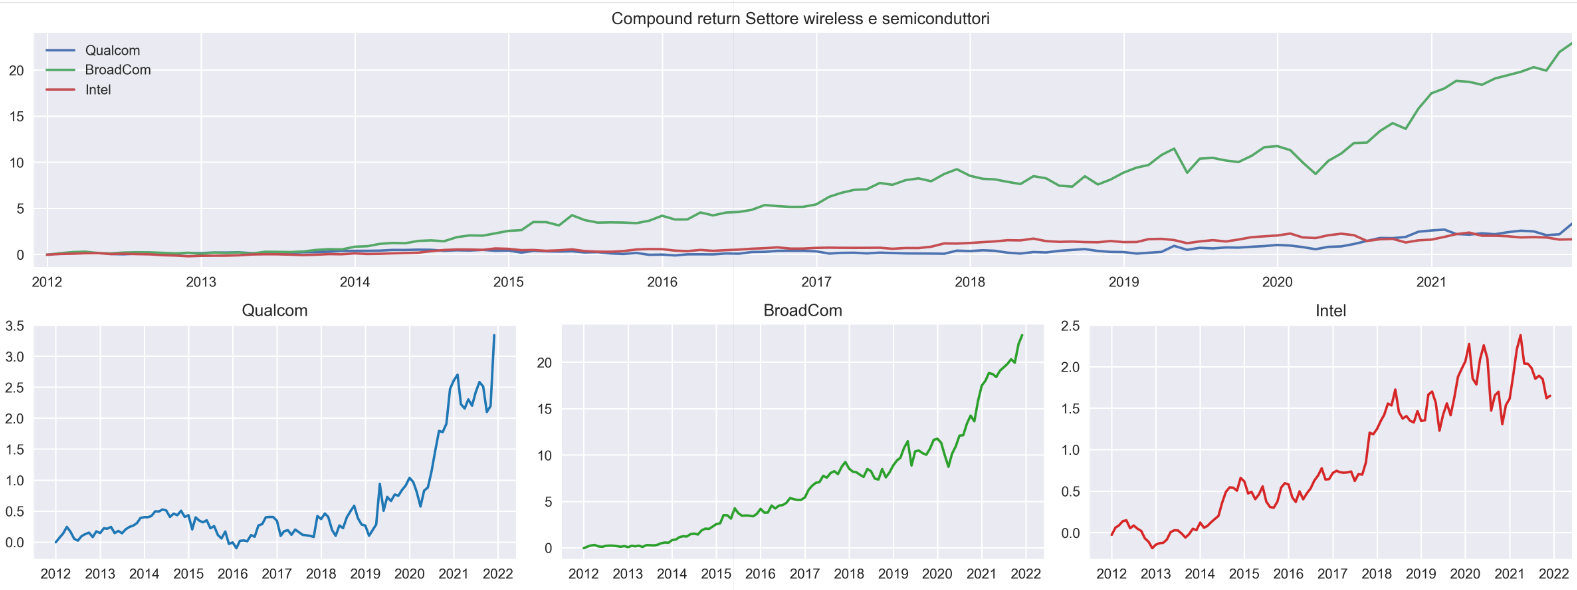 Compound return Settore wireless e semiconduttori
Qualcom
BroadCom
Intel
20
15
10
5
0
2012 2013 2014 2015 2016 2017 2018 2019 2020 2021
Qualcom
3.5
3.0
2.5
2.0
1.5
1.0
0.5
0.0
2012 2013 2014 2015 2016 2017 2018 2019 2020 2021 2022
BroadCom
20
15
10
5
0
2012 2013 2014 2015 2016 2017 2018 2019 2020 2021 2022
Intel
2.5
2.0
1.5
1.0
0.5
0.0
2012 2013 2014 2015 2016 2017 2018 2019 2020 2021 2022